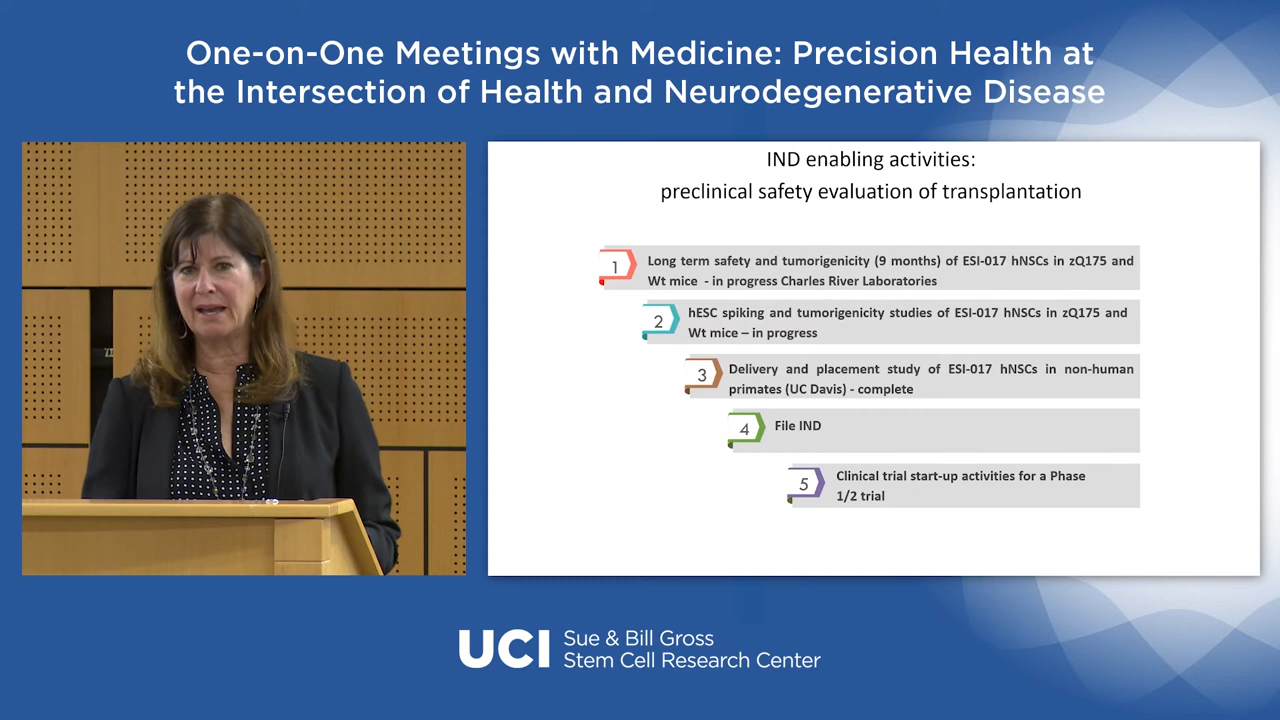 One-on-One Meetings with Medicine: Precision Health at
the Intersection of Health and Neurodegenerative Disease
IND enabling activities:
preclinical safety evaluation of transplantation
1
Long term safety and tumorigenicity (9 months) of ESI-017 hNSCs in zQ175 and
Wt mice - in progress Charles River Laboratories
2
hESC spiking and tumorigenicity studies of ESI-017 hNSCs in zQ175 and
Wt mice – in progress
3
Delivery and placement study of ESI-017 hNSCs in non-human
primates (UC Davis) - complete
4
File IND
5
Clinical trial start-up activities for a Phase
1/2 trial
UCI
Sue & Bill Gross
Stem Cell Research Center